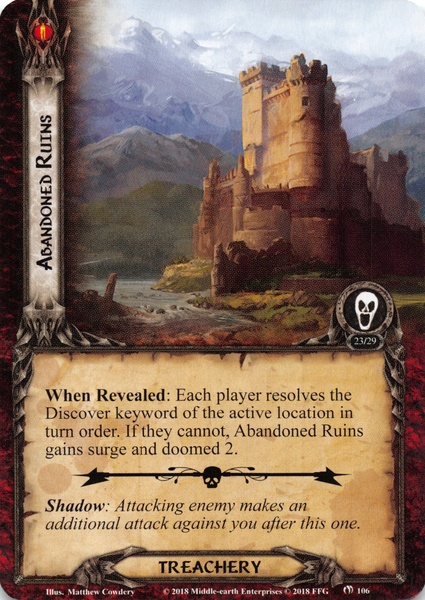 ABANDONED RUINS
23/29
When Revealed: Each player resolves the
Discover keyword of the active location in
turn order. If they cannot, Abandoned Ruins
gains surge and doomed 2.
Shadow: Attacking enemy makes an
additional attack against you after this one.
TREACHERY
Illus. Matthew Cowdery © 2018 Middle-earth Enterprises © 2018 FFG 106